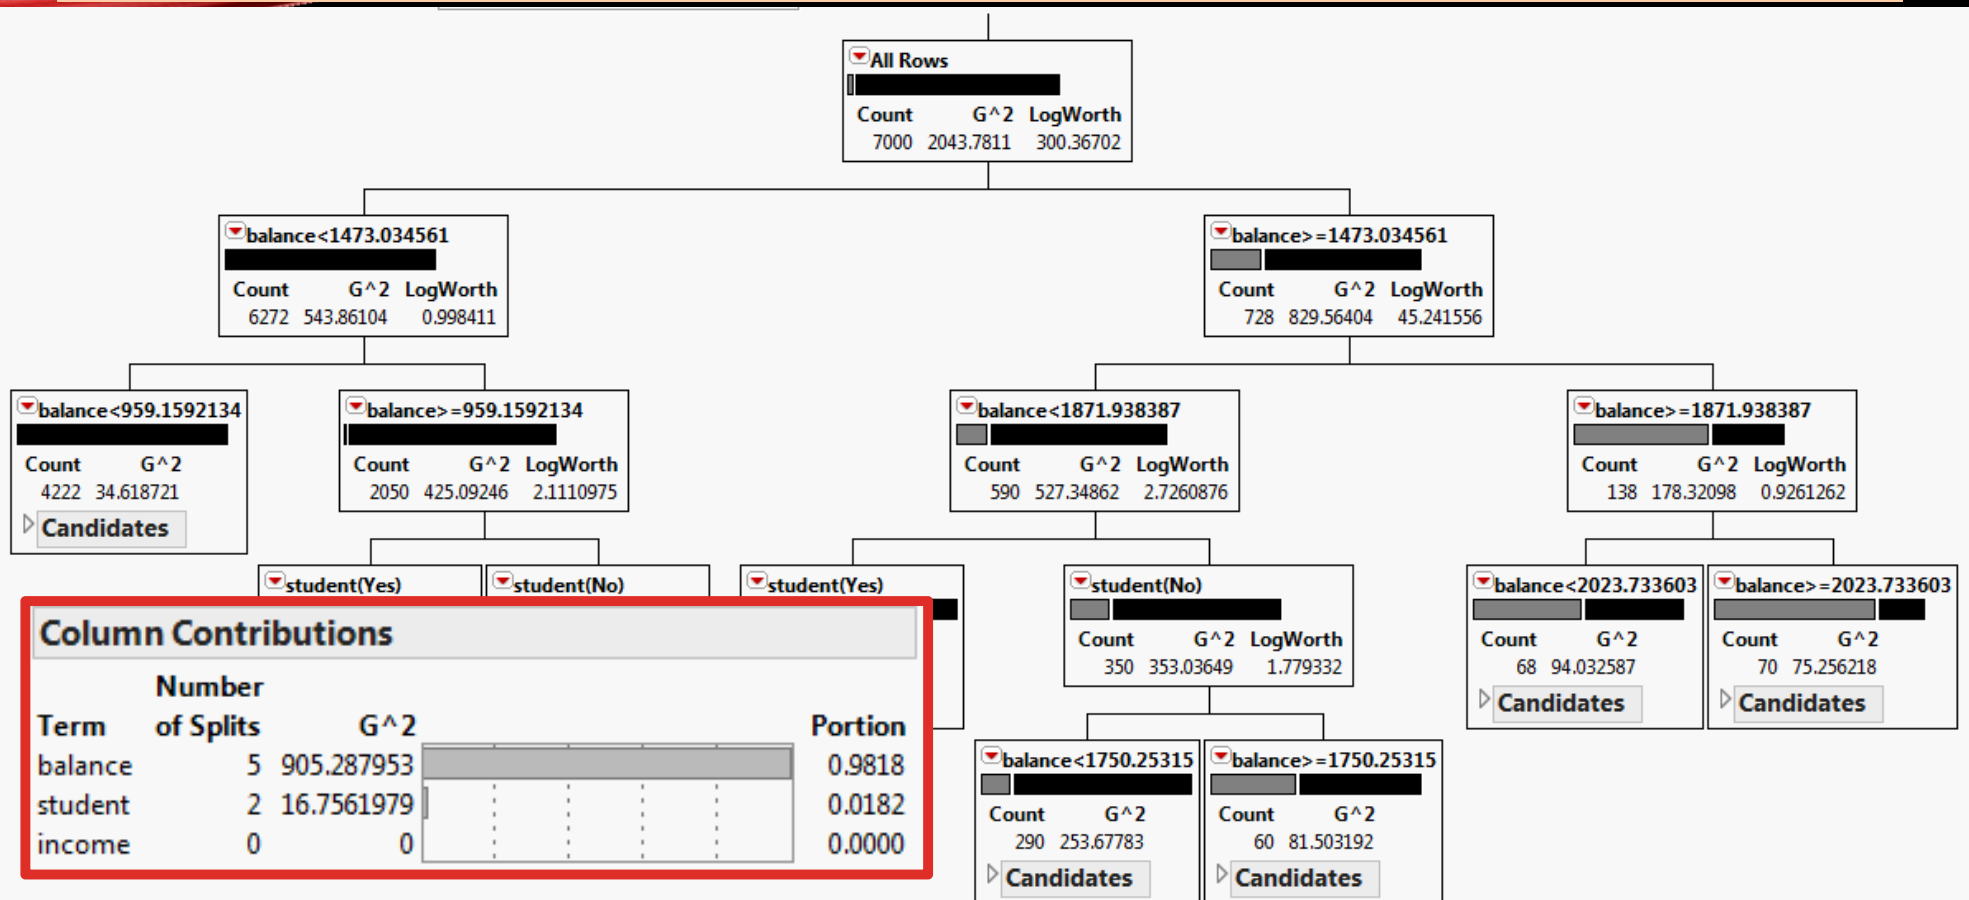 All Rows
Count G^2 LogWorth
7000 2043.7811 300.36702
balance<1473.034561
Count G^2 LogWorth
6272 543.86104 0.998411
balance>=1473.034561
Count G^2 LogWorth
728 829.56404 45.241556
balance<959.1592134
Count G^2
4222 34.618721
Candidates
balance>=959.1592134
Count G^2 LogWorth
2050 425.09246 2.1110975
balance<1871.938387
Count G^2 LogWorth
590 527.34862 2.7260876
balance>=1871.938387
Count G^2 LogWorth
138 178.32098 0.9261262
student(Yes)
student(No)
student(Yes)
student(No)
Count G^2 LogWorth
350 353.03649 1.779332
balance<2023.733603
Count G^2
68 94.032587
Candidates
balance>=2023.733603
Count G^2
70 75.256218
Candidates
balance<1750.25315
Count G^2
290 253.67783
Candidates
balance>=1750.25315
Count G^2
60 81.503192
Candidates
Column Contributions
Number
Term of Splits G^2 Portion
balance 5 905.287953 0.9818
student 2 16.7561979 0.0182
income 0 0 0.0000